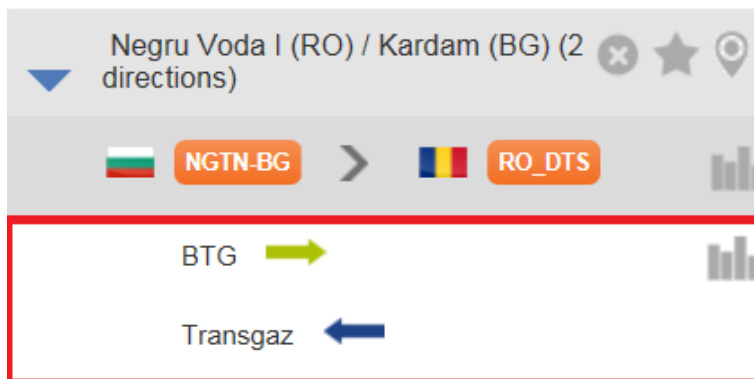 Negru Voda I (RO) / Kardam (BG) (2
directions)
NGTN-BG RO_DTS
BTG
Transgaz